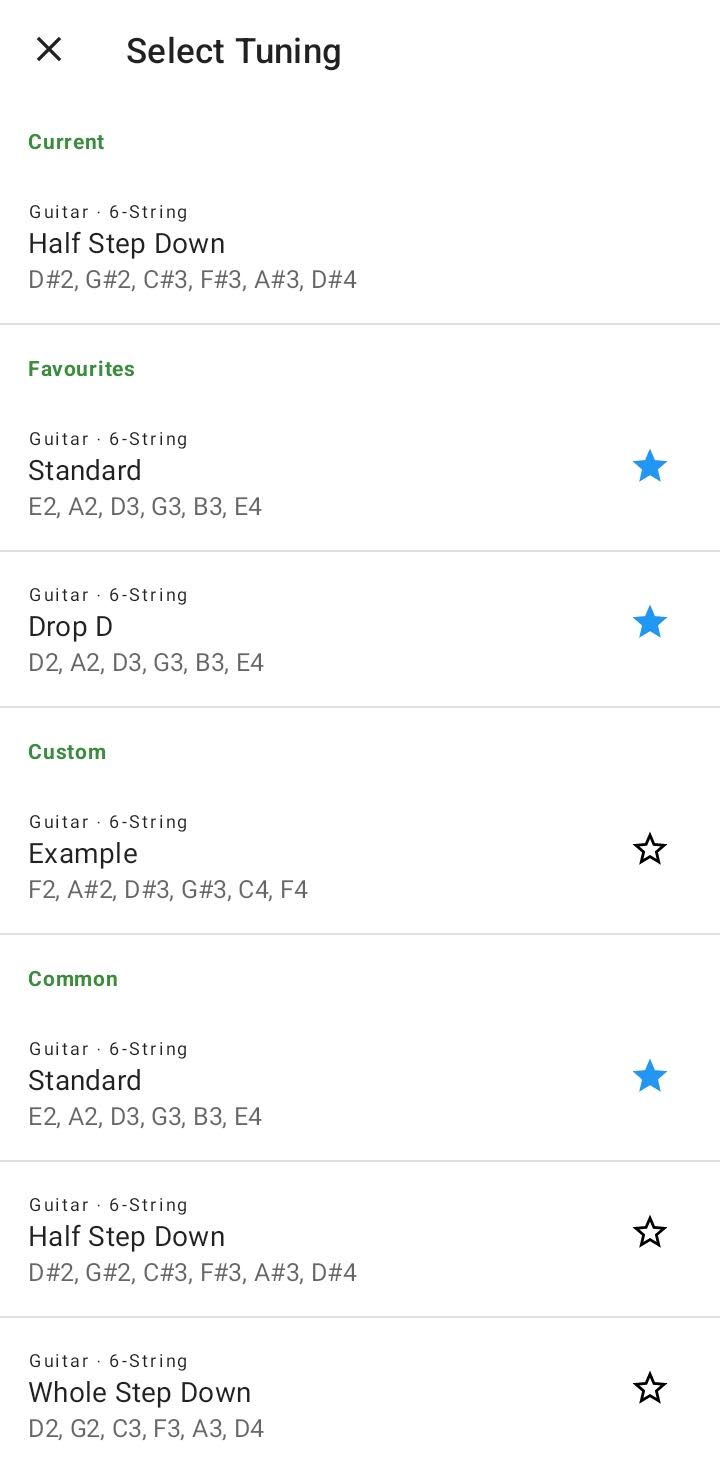 Select Tuning
Current
Guitar · 6-String
Half Step Down
D#2, G#2, C#3, F#3, A#3, D#4
Favourites
Guitar · 6-String
Standard
E2, A2, D3, G3, B3, E4
Guitar · 6-String
Drop D
D2, A2, D3, G3, B3, E4
Custom
Guitar · 6-String
Example
F2, A#2, D#3, G#3, C4, F4
Common
Guitar · 6-String
Standard
E2, A2, D3, G3, B3, E4
Guitar · 6-String
Half Step Down
D#2, G#2, C#3, F#3, A#3, D#4
Guitar · 6-String
Whole Step Down
D2, G2, C3, F3, A3, D4